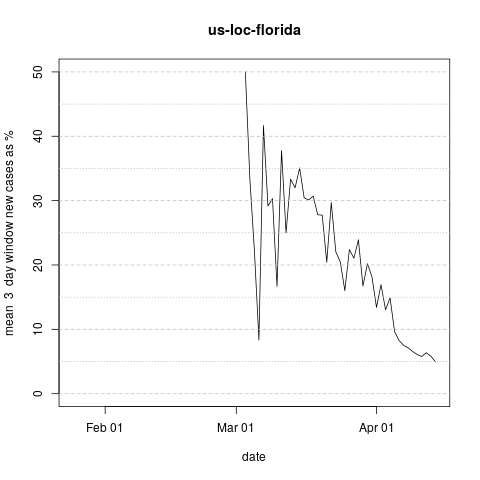 us-loc-florida
mean  3  day window new cases as %
50
40
30
20
10
0
Feb 01
Mar 01
Apr 01
date